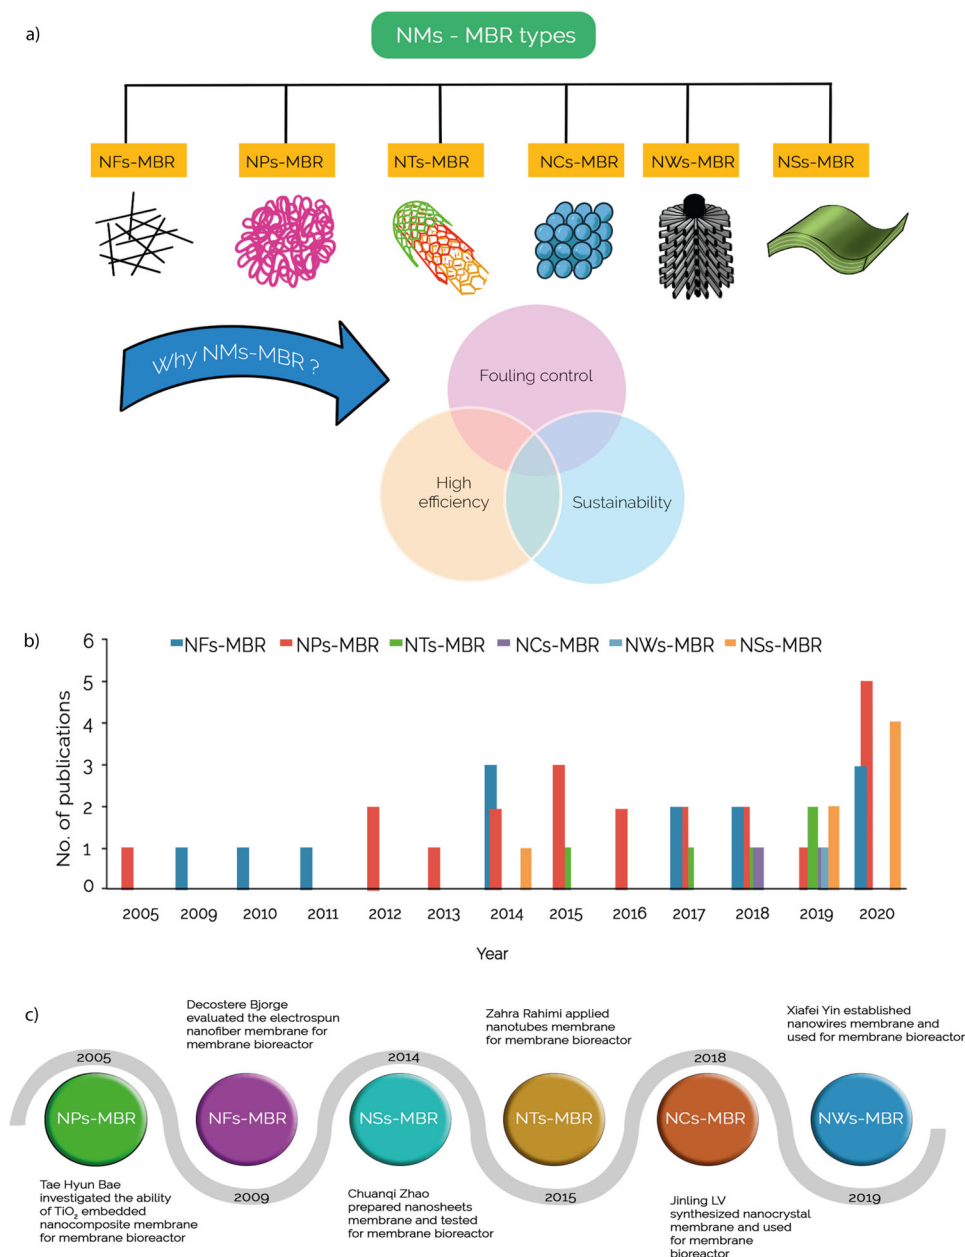 a)
NMs - MBR types
NFs-MBR
NPs-MBR
NTs-MBR
NCs-MBR
NWs-MBR
NSs-MBR
Why NMs-MBR ?
Fouling control
High
efficiency
Sustainability
b)
NFs-MBR
NPs-MBR
NTs-MBR
NCs-MBR
NWs-MBR
NSs-MBR
No. of publications
6
5
4
3
2
1
0
2005
2009
2010
2011
2012
2013
2014
2015
2016
2017
2018
2019
2020
Year
c)
2005
NPs-MBR
Tae Hyun Bae
investigated the ability
of TiO₂ embedded
nanocomposite membrane
for membrane bioreactor
Decostere Bjorge
evaluated the electrospun
nanofiber membrane for
membrane bioreactor
NFs-MBR
2009
2014
NSs-MBR
Chuanqi Zhao
prepared nanosheets
membrane and tested
for membrane bioreactor
Zahra Rahimi applied
nanotubes membrane
for membrane bioreactor
NTs-MBR
2015
2018
NCs-MBR
Jinling LV
synthesized nanocrystal
membrane and used
for membrane
bioreactor
Xiafei Yin established
nanowires membrane and
used for membrane bioreactor
NWs-MBR
2019